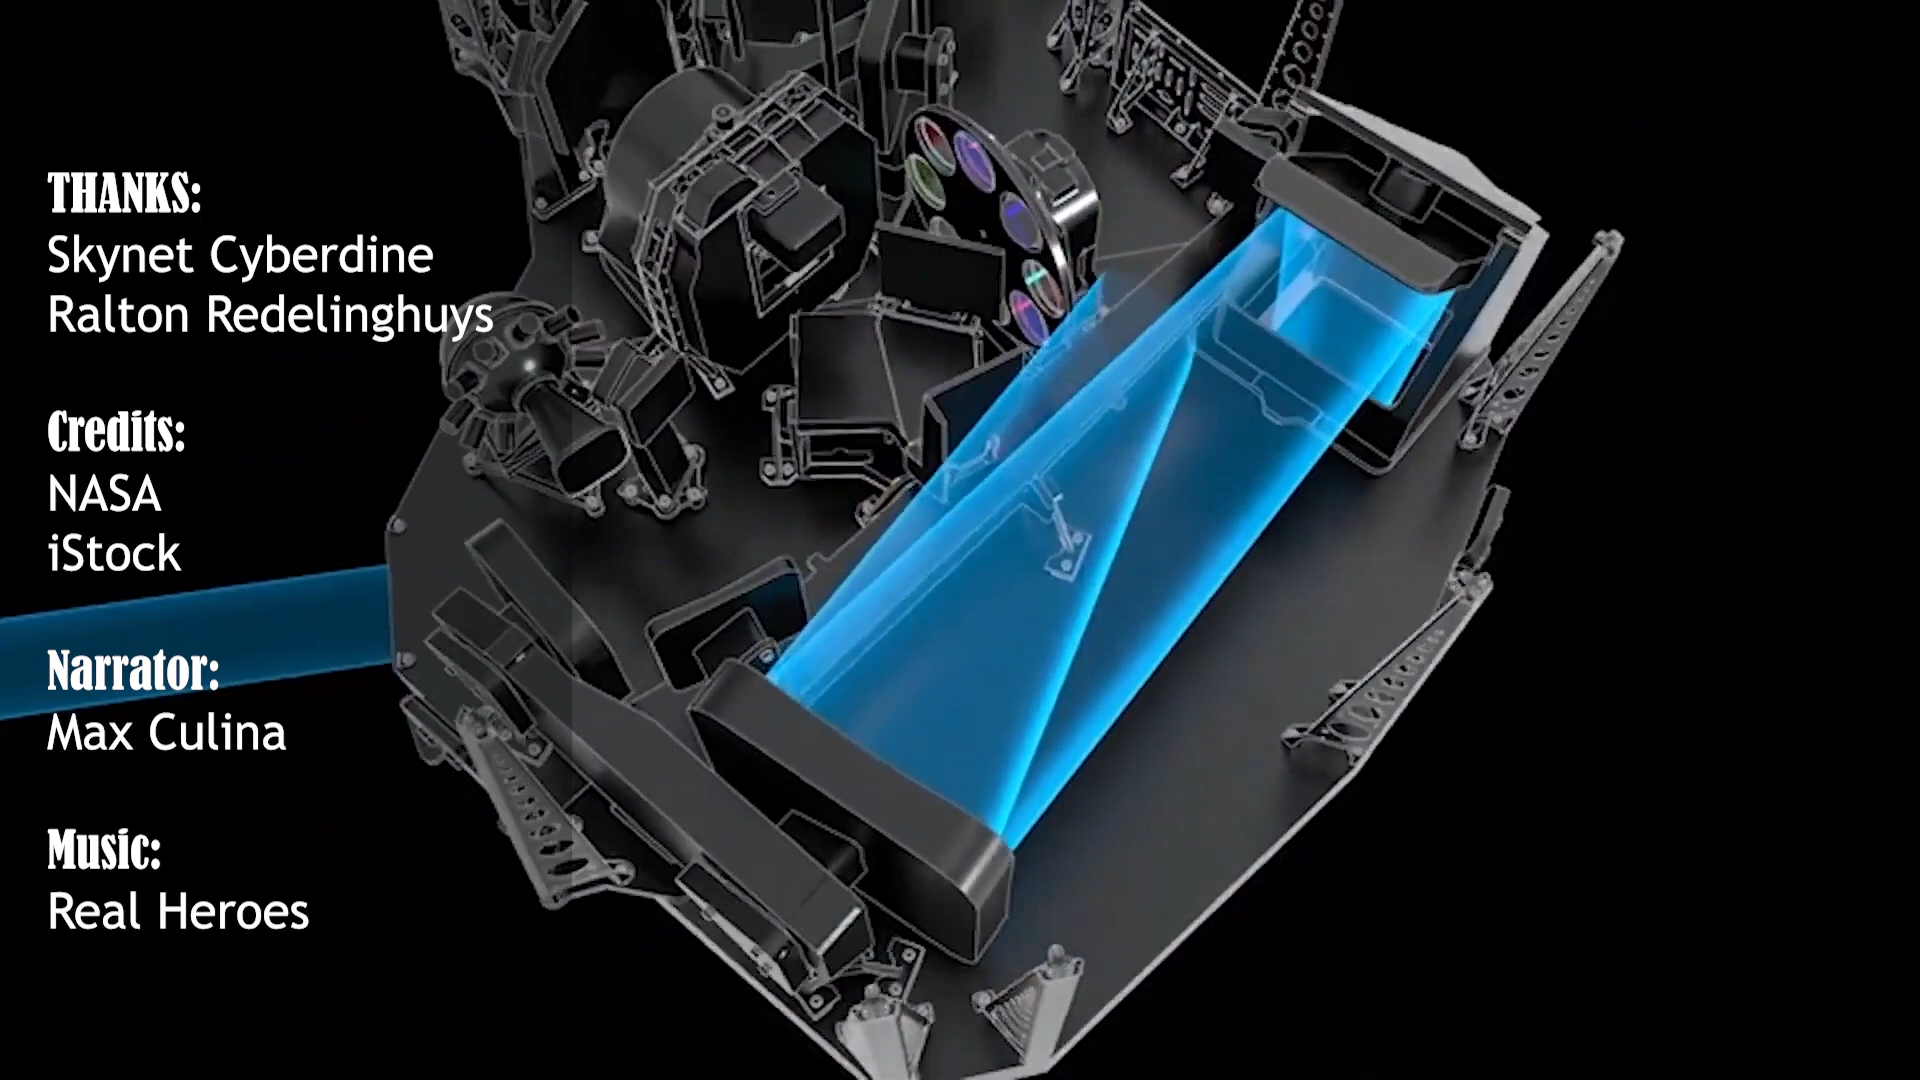 THANKS:
Skynet Cyberdine
Ralton Redelinghuys
Credits:
NASA
iStock
Narrator:
Max Culina
Music:
Real Heroes